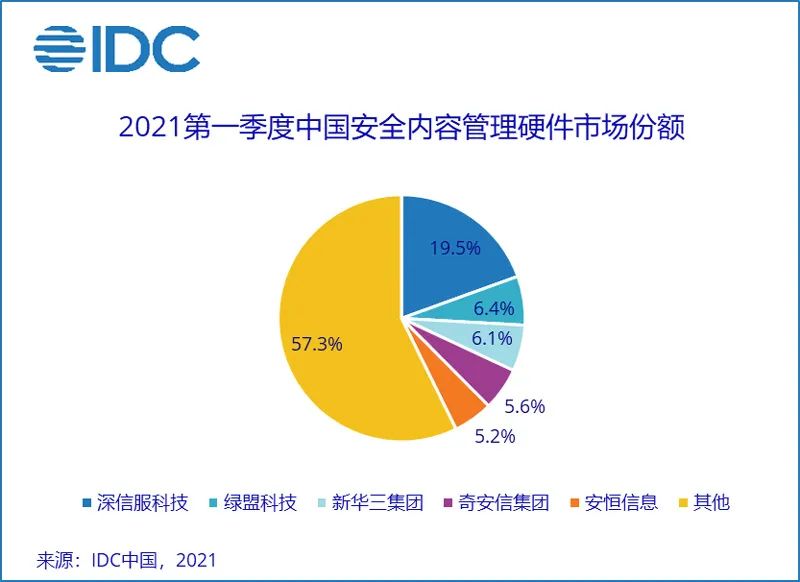 IDC
2021第一季度中国安全内容管理硬件市场份额
19.5%
6.4%
6.1%
57.3%
5.6%
5.2%
深信服科技 绿盟科技 新华三集团 奇安信集团 安恒信息 其他
来源：IDC中国，2021